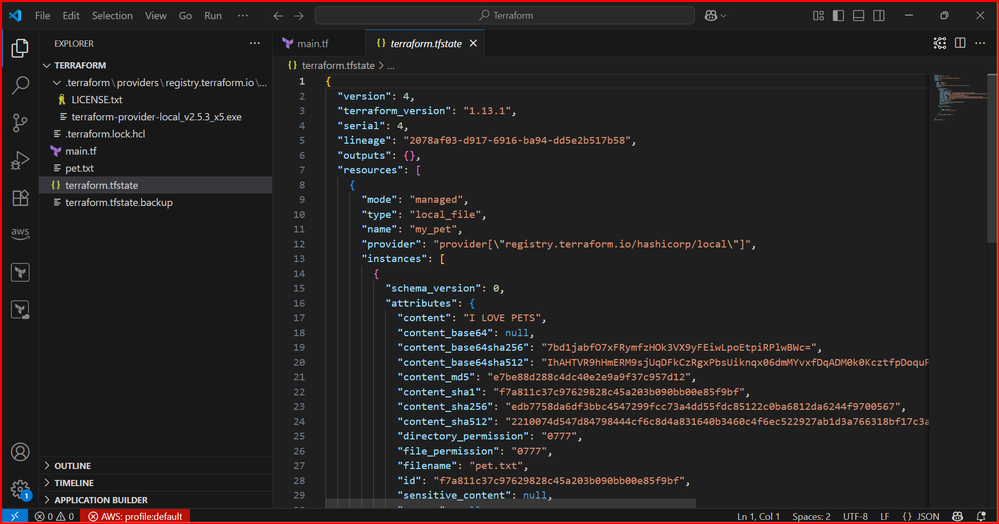 File Edit Selection View Go Run ···
Terraform
EXPLORER ···
main.tf
{} terraform.tfstate
TERRAFORM
{} terraform.tfstate > ...
.terraform\providers\registry.terraform.io\...
LICENSE.txt
terraform-provider-local_v2.5.3_x5.exe
.terraform.lock.hcl
main.tf
pet.txt
{} terraform.tfstate
terraform.tfstate.backup
aws
OUTLINE
TIMELINE
APPLICATION BUILDER
1
1 {
2 "version": 4,
3 "terraform_version": "1.13.1",
4 "serial": 4,
5 "lineage": "2078af03-d917-6916-ba94-dd5e2b517b58",
6 "outputs": {},
7 "resources": [
8 {
9 "mode": "managed",
10 "type": "local_file",
11 "name": "my_pet",
12 "provider": "provider[\"registry.terraform.io/hashicorp/local\"]",
13 "instances": [
14 {
15 "schema_version": 0,
16 "attributes": {
17 "content": "I LOVE PETS",
18 "content_base64": null,
19 "content_base64sha256": "7bd1jabfO7xFRymfzHOk3VX9yFEiwLpoEtpiRPlwBWc=",
20 "content_base64sha512": "IhAHTVR9hHmERM9sjUqDFkCzRgxPbsUiknqx06dmMYvxfDqADM0k0KcztfpDoquP
21 "content_md5": "e7be88d288c4dc40e2e9a9f37c957d12",
22 "content_sha1": "f7a811c37c97629828c45a203b090bb00e85f9bf",
23 "content_sha256": "edb7758da6df3bbc4547299fcc73a4dd55fdc85122c0ba6812da6244f9700567",
24 "content_sha512": "2210074d547d84798444cf6c8d4a831640b3460c4f6ec522927ab1d3a766318bf17c3a
25 "directory_permission": "0777",
26 "file_permission": "0777",
27 "filename": "pet.txt",
28 "id": "f7a811c37c97629828c45a203b090bb00e85f9bf",
29 "sensitive_content": null,
0 0 AWS: profile:default
Ln 1, Col 1 Spaces: 2 UTF-8 LF {} JSON